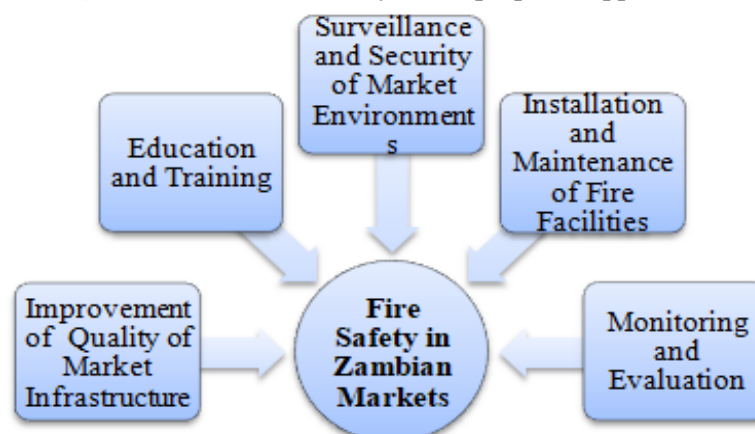 Surveillance
and Security
of Market
Environment
s
Education
and Training
Installation
and
Maintenance
of Fire
Facilities
Improvement
of Quality of
Market
Infrastructure
Fire
Safety in
Zambian
Markets
Monitoring
and
Evaluation